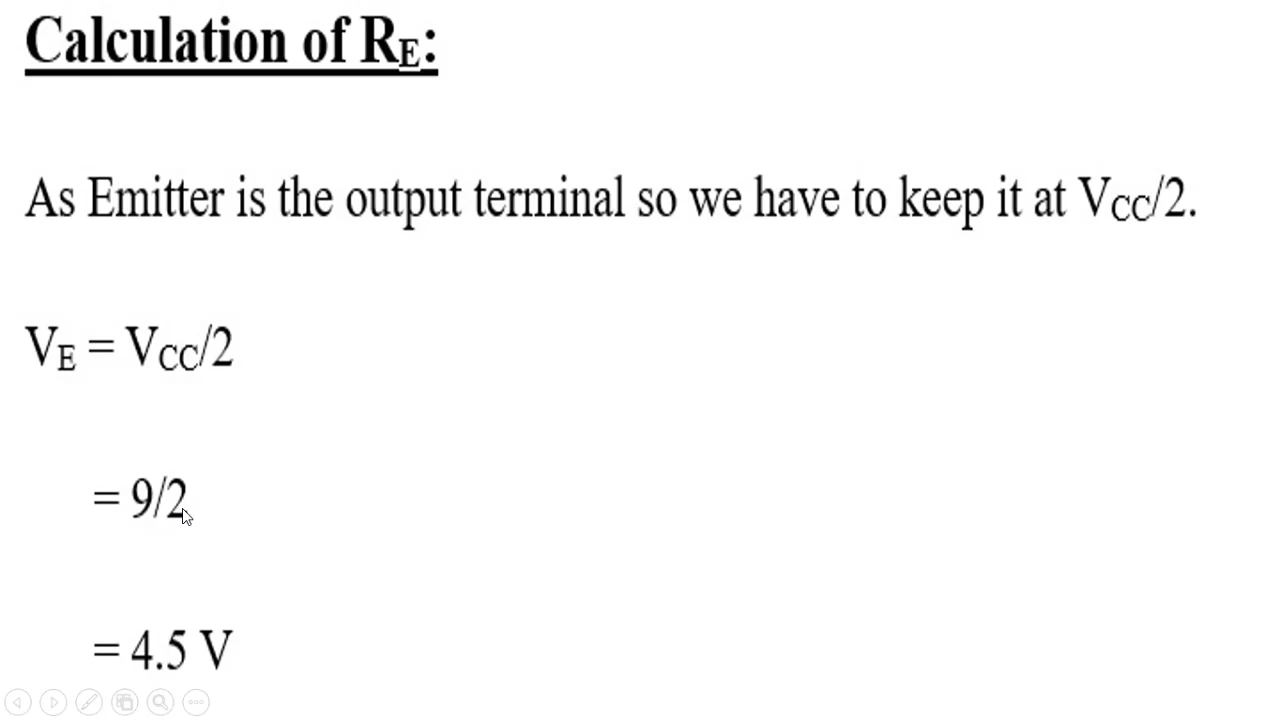 Calculation of RE:
As Emitter is the output terminal so we have to keep it at VCC/2.
VE = VCC/2
= 9/2
= 4.5 V